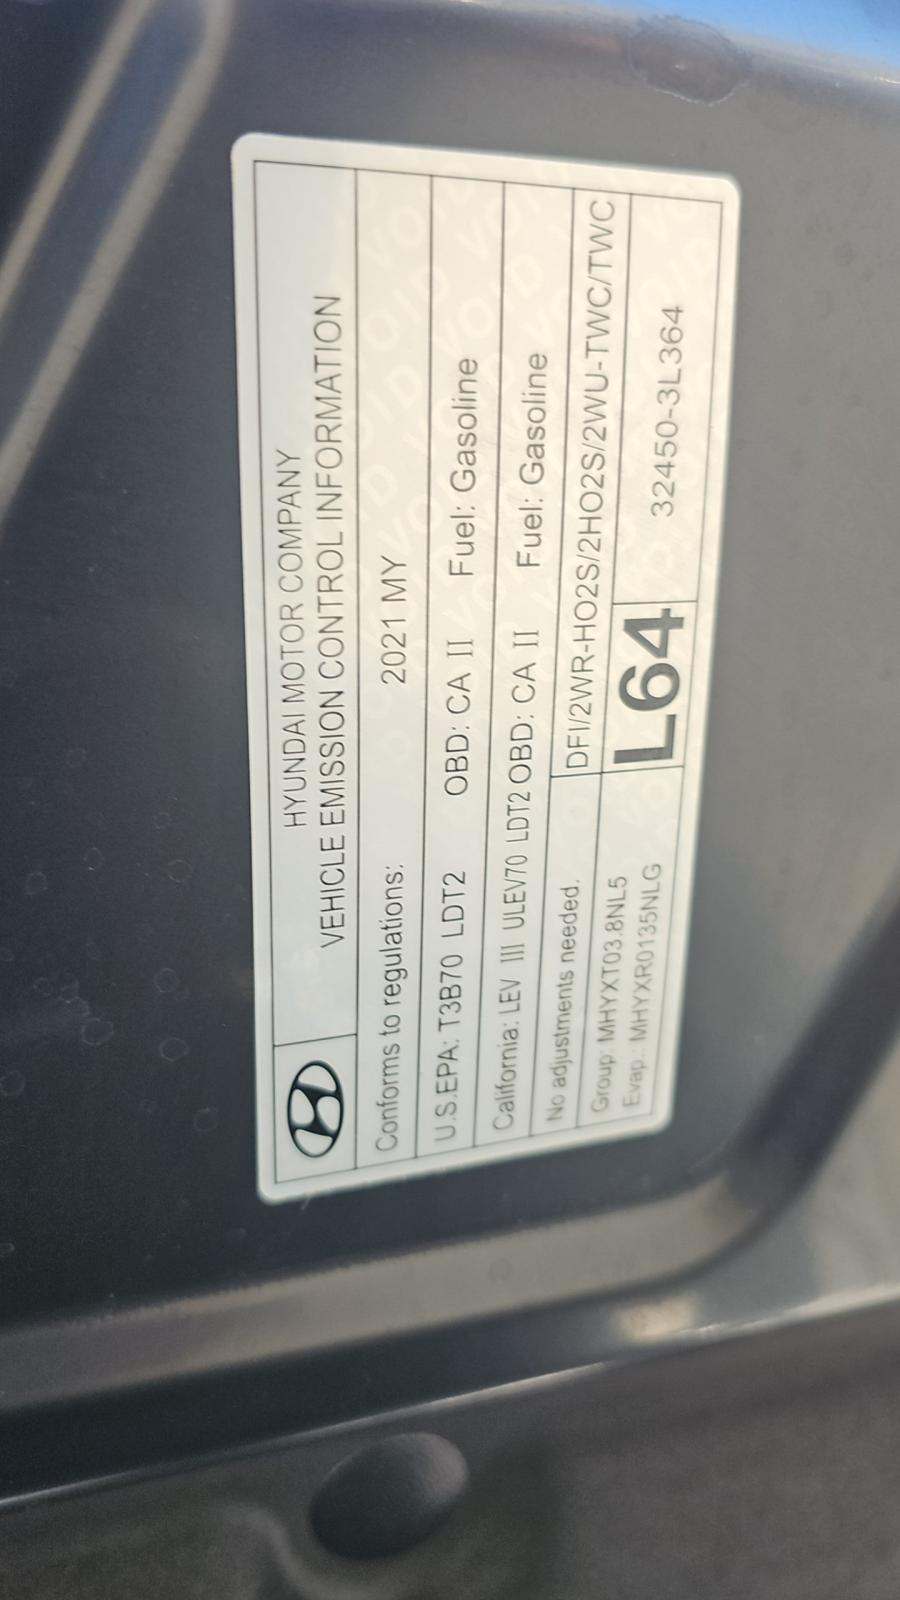 HYUNDAI MOTOR COMPANY
VEHICLE EMISSION CONTROL INFORMATION
Conforms to regulations: 2021 MY
U.S.EPA: T3B70 LDT2 OBD: CA II Fuel: Gasoline
California: LEV III ULEV70 LDT2 OBD: CA II Fuel: Gasoline
No adjustments needed. DFI/2WR-HO2S/2HO2S/2WU-TWC/TWC
Group: MHYXT03.8NL5
Evap.: MHYXR0135NLG
L64 32450-3L364